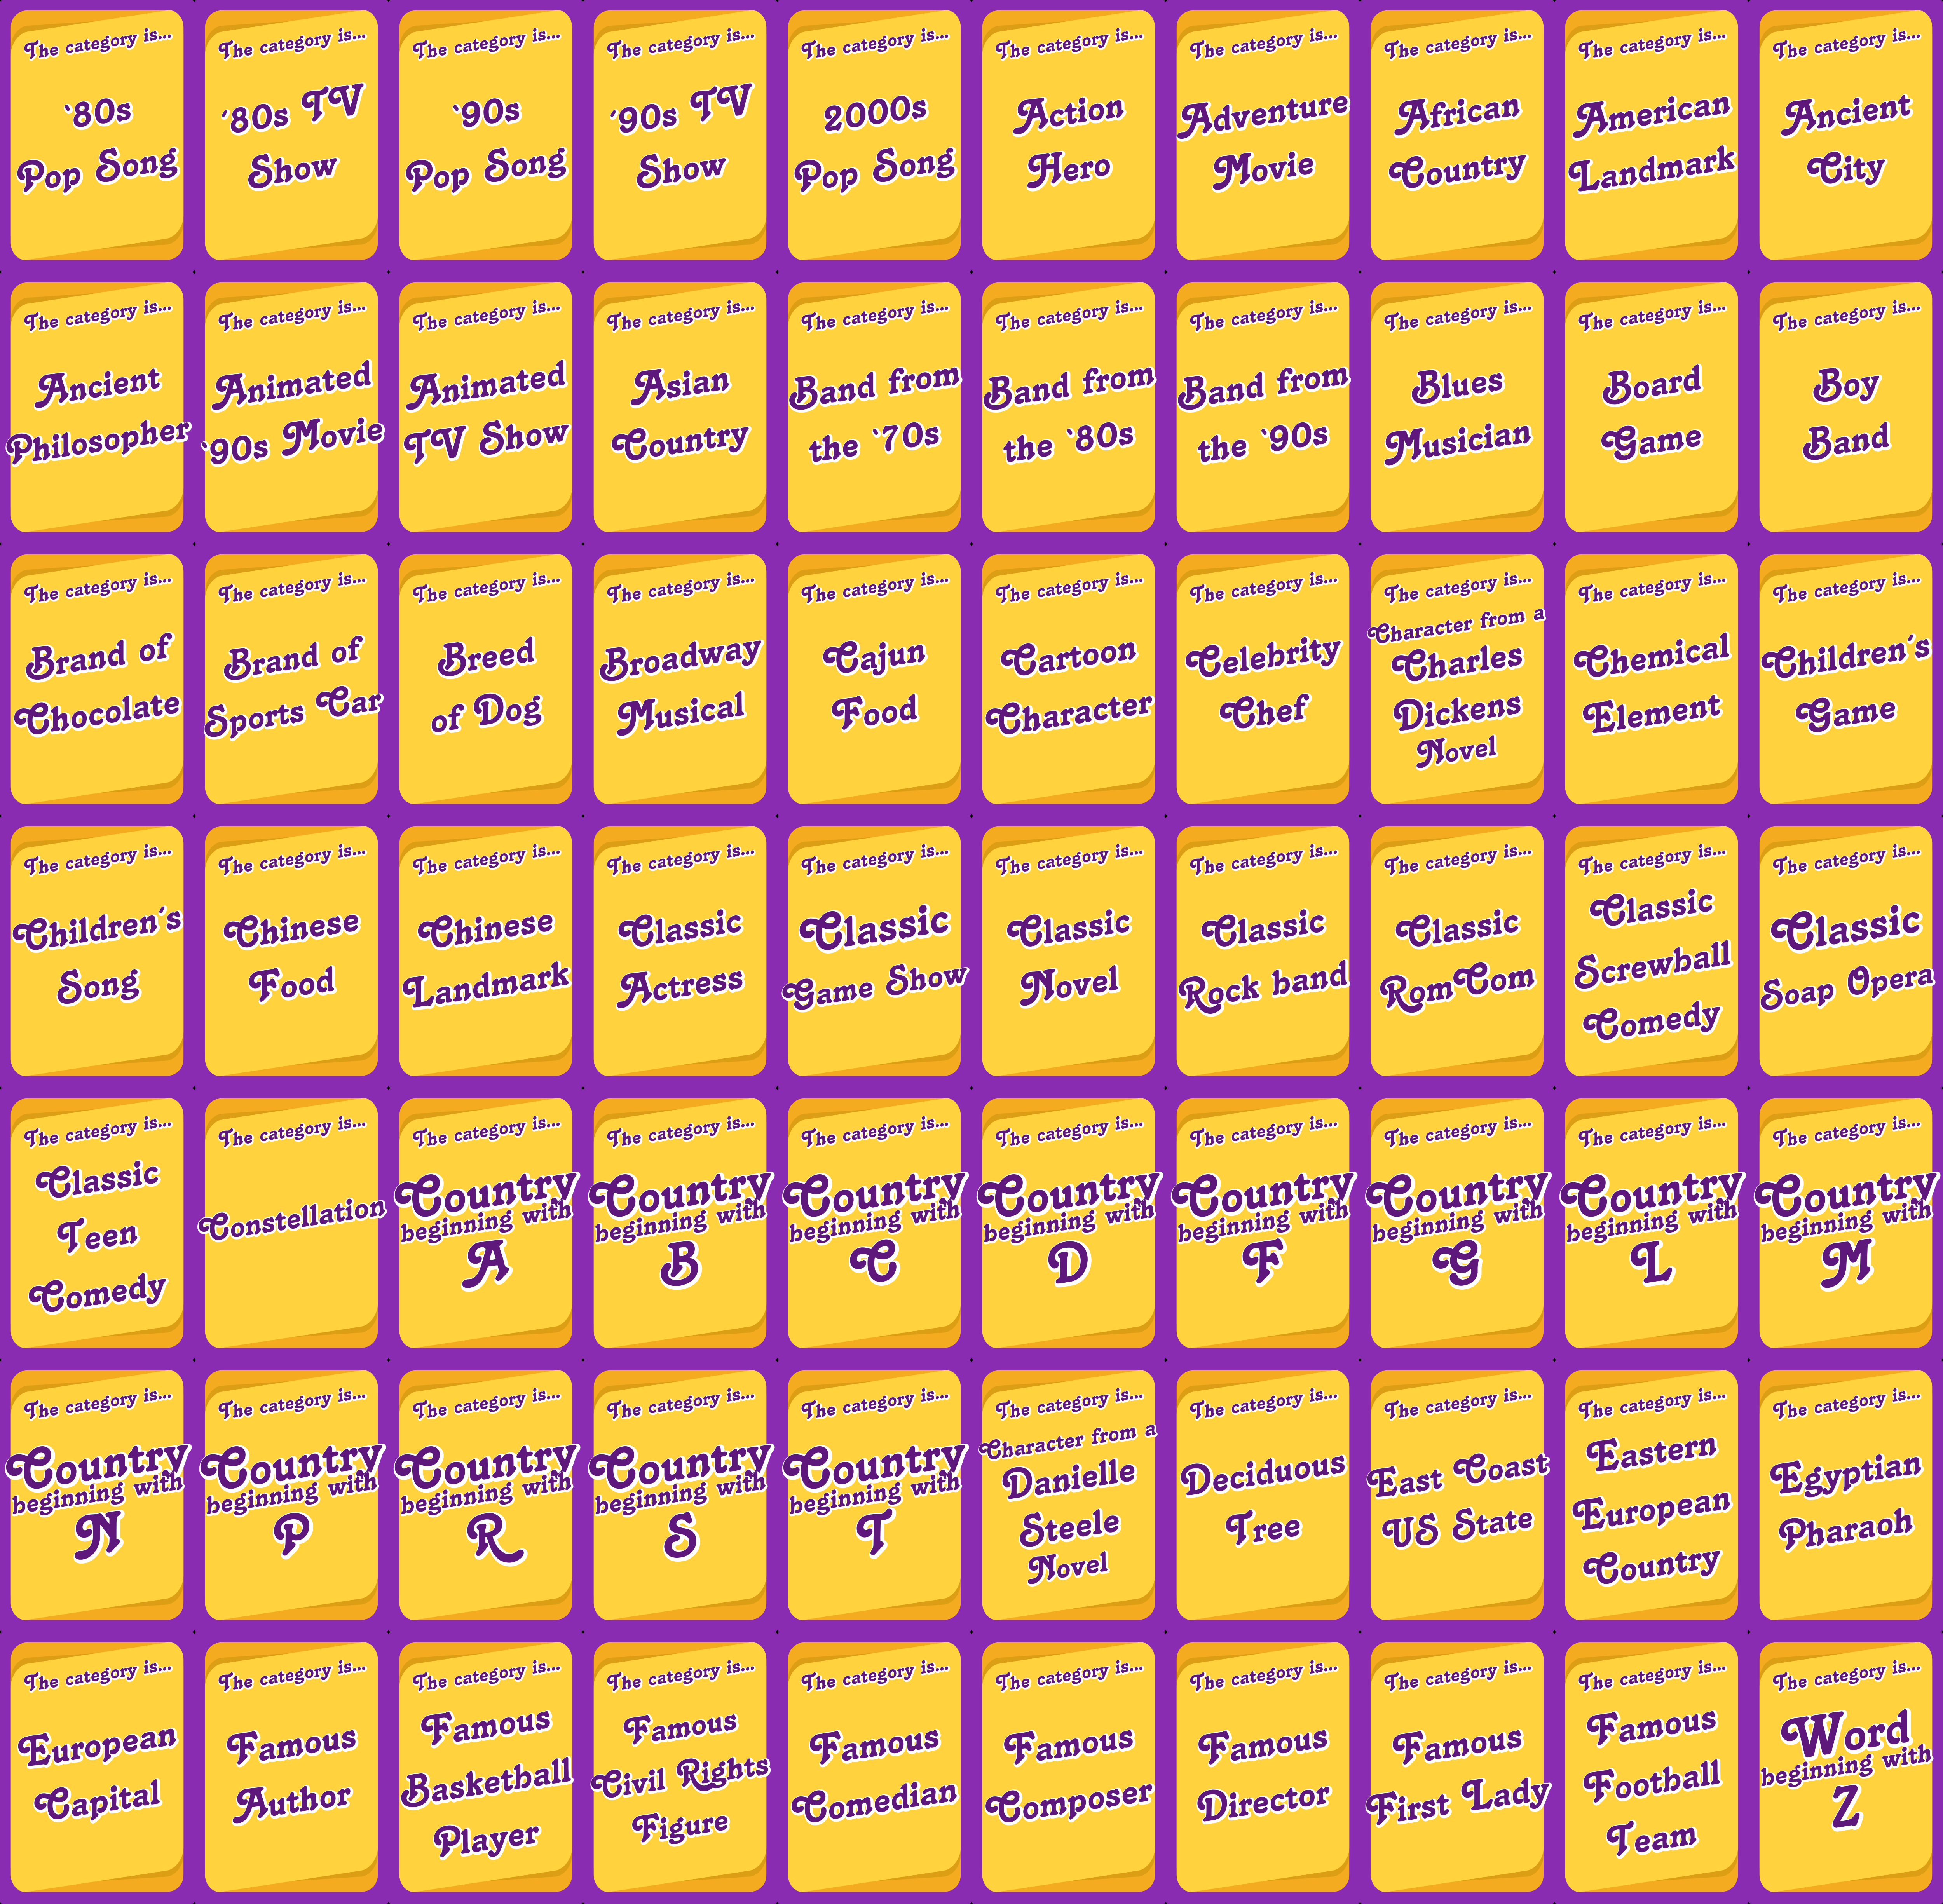 The category is...
‘80s
Pop Song
The category is...
‘80s TV
Show
The category is...
‘90s
Pop Song
The category is...
‘90s TV
Show
The category is...
2000s
Pop Song
The category is...
Action
Hero
The category is...
Adventure
Movie
The category is...
African
Country
The category is...
American
Landmark
The category is...
Ancient
City
The category is...
Ancient
Philosopher
The category is...
Animated
‘90s Movie
The category is...
Animated
TV Show
The category is...
Asian
Country
The category is...
Band from
the ‘70s
The category is...
Band from
the ‘80s
The category is...
Band from
the ‘90s
The category is...
Blues
Musician
The category is...
Board
Game
The category is...
Boy
Band
The category is...
Brand of
Chocolate
The category is...
Brand of
Sports Car
The category is...
Breed
of Dog
The category is...
Broadway
Musical
The category is...
Cajun
Food
The category is...
Cartoon
Character
The category is...
Celebrity
Chef
The category is...
Character from a
Charles
Dickens
Novel
The category is...
Chemical
Element
The category is...
Children's
Game
The category is...
Children's
Song
The category is...
Chinese
Food
The category is...
Chinese
Landmark
The category is...
Classic
Actress
The category is...
Classic
Game Show
The category is...
Classic
Novel
The category is...
Classic
Rock band
The category is...
Classic
RomCom
The category is...
Classic
Screwball
Comedy
The category is...
Classic
Soap Opera
The category is...
Classic
Teen
Comedy
The category is...
Constellation
The category is...
Country
beginning with
A
The category is...
Country
beginning with
B
The category is...
Country
beginning with
C
The category is...
Country
beginning with
D
The category is...
Country
beginning with
F
The category is...
Country
beginning with
G
The category is...
Country
beginning with
L
The category is...
Country
beginning with
M
The category is...
Country
beginning with
N
The category is...
Country
beginning with
P
The category is...
Country
beginning with
R
The category is...
Country
beginning with
S
The category is...
Country
beginning with
T
The category is...
Character from a
Danielle
Steele
Novel
The category is...
Deciduous
Tree
The category is...
East Coast
US State
The category is...
Eastern
European
Country
The category is...
Egyptian
Pharaoh
The category is...
European
Capital
The category is...
Famous
Author
The category is...
Famous
Basketball
Player
The category is...
Famous
Civil Rights
Figure
The category is...
Famous
Comedian
The category is...
Famous
Composer
The category is...
Famous
Director
The category is...
Famous
First Lady
The category is...
Famous
Football
Team
The category is...
Word
beginning with
Z